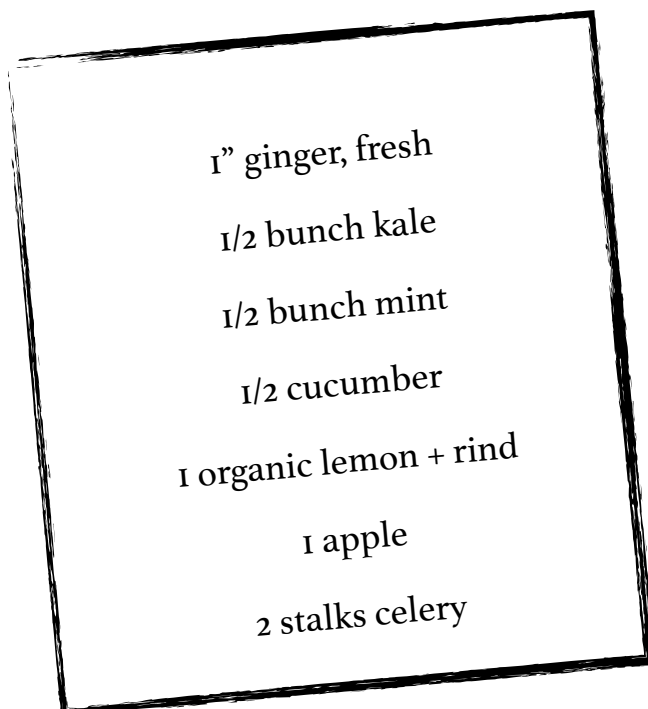 1” ginger, fresh
1/2 bunch kale
1/2 bunch mint
1/2 cucumber
1 organic lemon + rind
1 apple
2 stalks celery